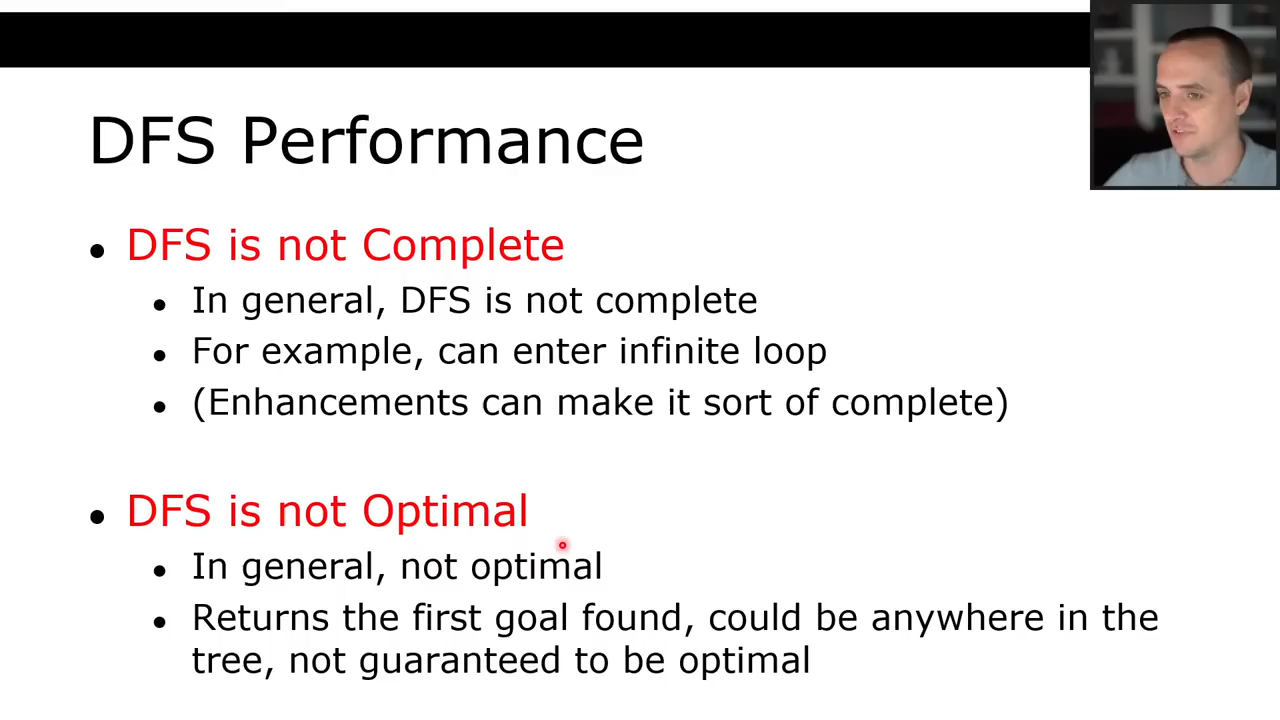 DFS Performance
DFS is not Complete
In general, DFS is not complete
For example, can enter infinite loop
(Enhancements can make it sort of complete)
DFS is not Optimal
In general, not optimal
Returns the first goal found, could be anywhere in the
tree, not guaranteed to be optimal